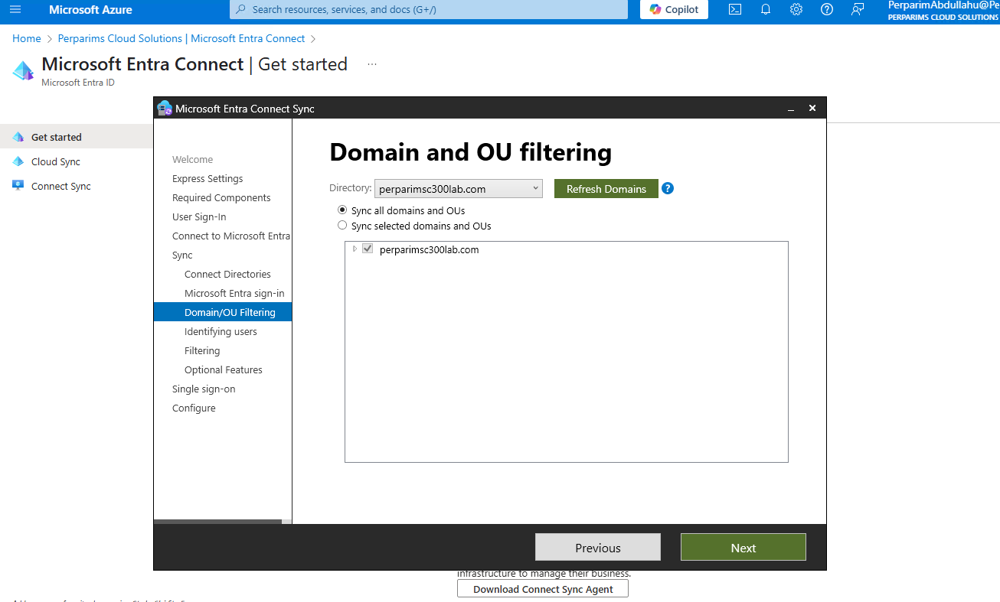 Microsoft Azure
Search resources, services, and docs (G+/)
Copilot
PerparimAbdullahu@Pe
PERPARIMS CLOUD SOLUTIONS
Home > Perparims Cloud Solutions | Microsoft Entra Connect >
Microsoft Entra Connect | Get started ...
Microsoft Entra ID
Get started
Cloud Sync
Connect Sync
Microsoft Entra Connect Sync
Welcome
Express Settings
Required Components
User Sign-In
Connect to Microsoft Entra
Sync
Connect Directories
Microsoft Entra sign-in
Domain/OU Filtering
Identifying users
Filtering
Optional Features
Single sign-on
Configure
Domain and OU filtering
Directory: perparimsc300lab.com Refresh Domains ?
Sync all domains and OUs
Sync selected domains and OUs
perparimsc300lab.com
Previous Next
infrastructure to manage their business.
Download Connect Sync Agent